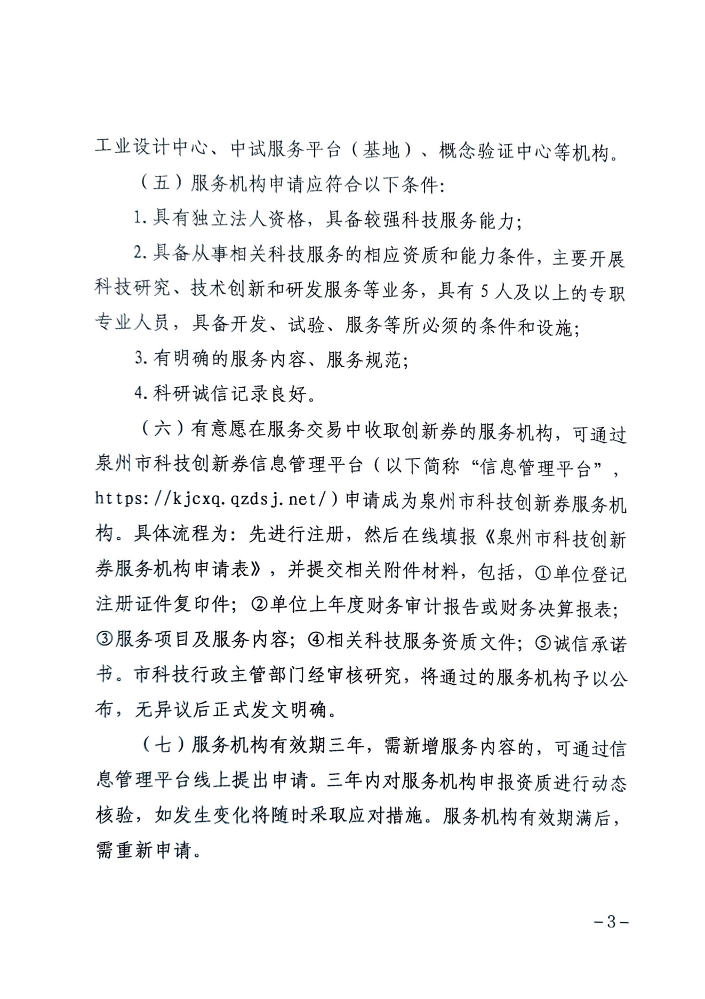 工业设计中心、中试服务平台（基地）、概念验证中心等机构。
（五）服务机构申请应符合以下条件：
1.具有独立法人资格，具备较强科技服务能力；
2.具备从事相关科技服务的相应资质和能力条件，主要开展
科技研究、技术创新和研发服务等业务，具有 5 人及以上的专职
专业人员，具备开发、试验、服务等所必须的条件和设施；
3.有明确的服务内容、服务规范；
4.科研诚信记录良好。
（六）有意愿在服务交易中收取创新券的服务机构，可通过
泉州市科技创新券信息管理平台（以下简称“信息管理平台”，
https://kjcxq.qzdsj.net/）申请成为泉州市科技创新券服务机
构。具体流程为：先进行注册，然后在线填报《泉州市科技创新
券服务机构申请表》，并提交相关附件材料，包括，①单位登记
注册证件复印件；②单位上年度财务审计报告或财务决算报表；
③服务项目及服务内容；④相关科技服务资质文件；⑤诚信承诺
书。市科技行政主管部门经审核研究，将通过的服务机构予以公
布，无异议后正式发文明确。
（七）服务机构有效期三年，需新增服务内容的，可通过信
息管理平台线上提出申请。三年内对服务机构申报资质进行动态
核验，如发生变化将随时采取应对措施。服务机构有效期满后，
需重新申请。
－3－